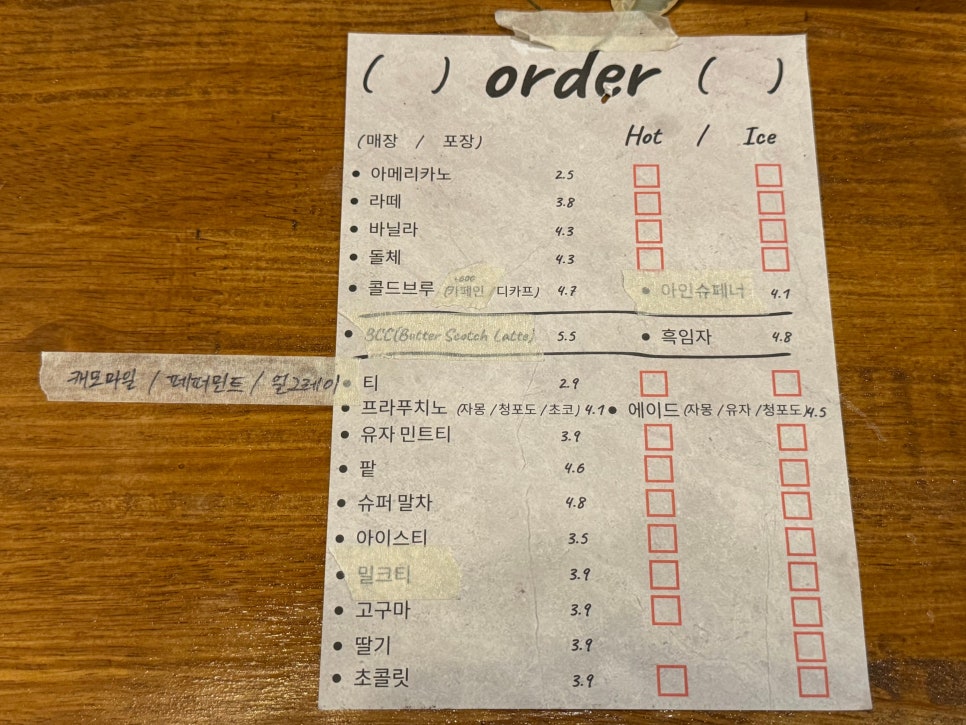 ( ) order ( )
(매장 / 포장) Hot / Ice
• 아메리카노 2.5
• 라떼 3.8
• 바닐라 4.3
• 돌체 4.3
• 콜드브루 (카페인 / 디카프) 4.7 • 아인슈페너 4.1
• BCC(Butter Scotch Latte) 5.5 • 흑임자 4.8
캐모마일 / 페퍼민트 / 얼그레이 • 티 2.9
• 프라푸치노 (자몽 / 청포도 / 초코) 4.1 • 에이드 (자몽 / 유자 / 청포도) 4.5
• 유자 민트티 3.9
• 팥 4.6
• 슈퍼 말차 4.8
• 아이스티 3.5
• 밀크티 3.9
• 고구마 3.9
• 딸기 3.9
• 초콜릿 3.9